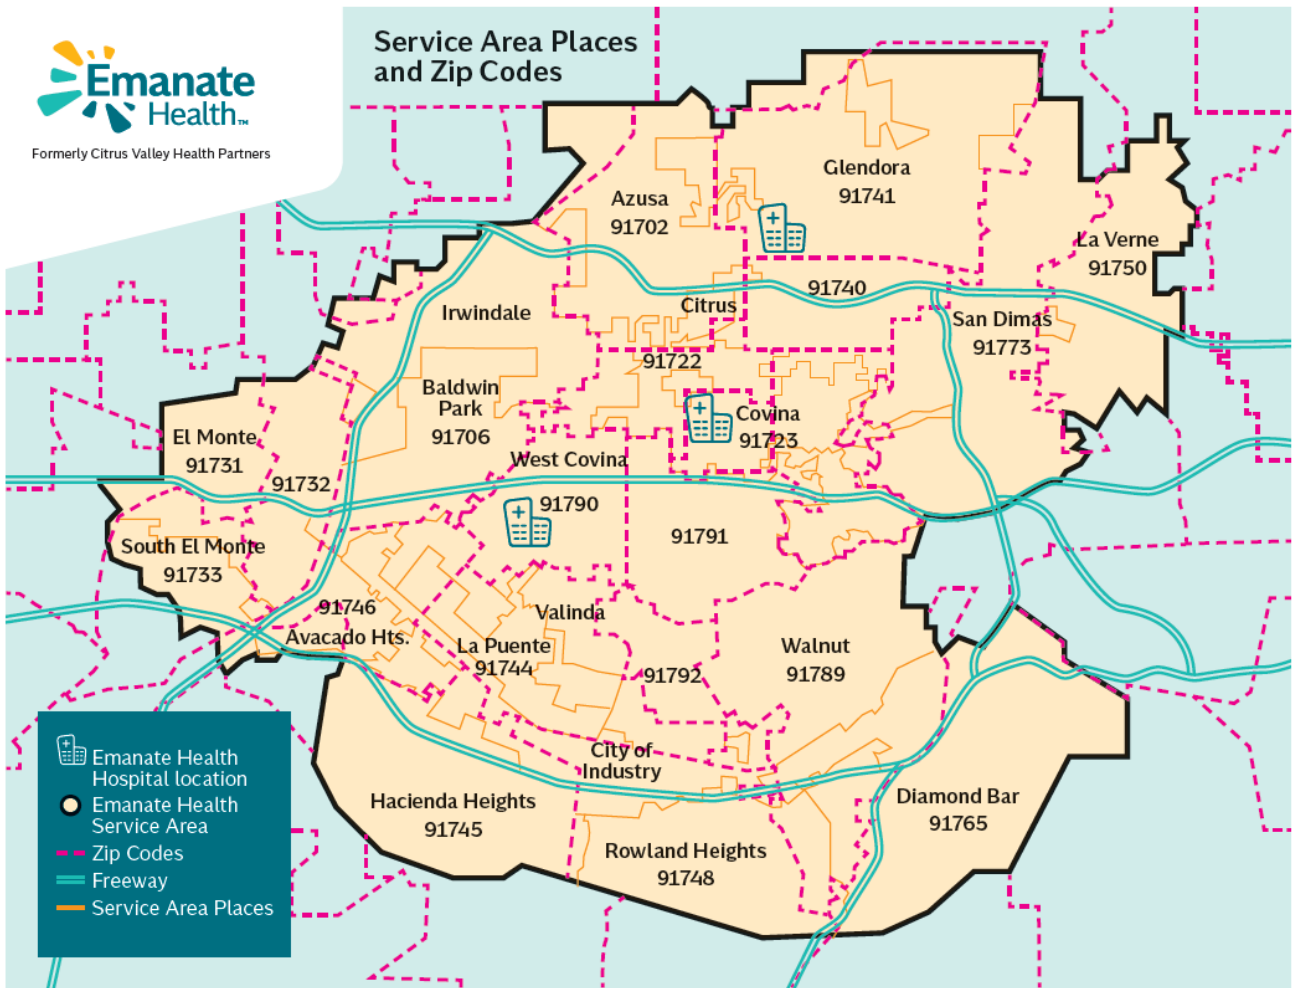 Service Area Places
and Zip Codes
Emanate
Health™
Formerly Citrus Valley Health Partners
Glendora
91741
Azusa
91702
La Verne
91750
91740
Citrus
Irwindale
San Dimas
91773
91722
Baldwin
Park
91706
Covina
91723
El Monte
91731
West Covina
91732
91790
91791
South El Monte
91733
91746
Avacado Hts.
Valinda
La Puente
91744
Walnut
91789
91792
City of
Industry
Hacienda Heights
91745
Diamond Bar
91765
Rowland Heights
91748
Emanate Health
Hospital location
Emanate Health
Service Area
Zip Codes
Freeway
Service Area Places